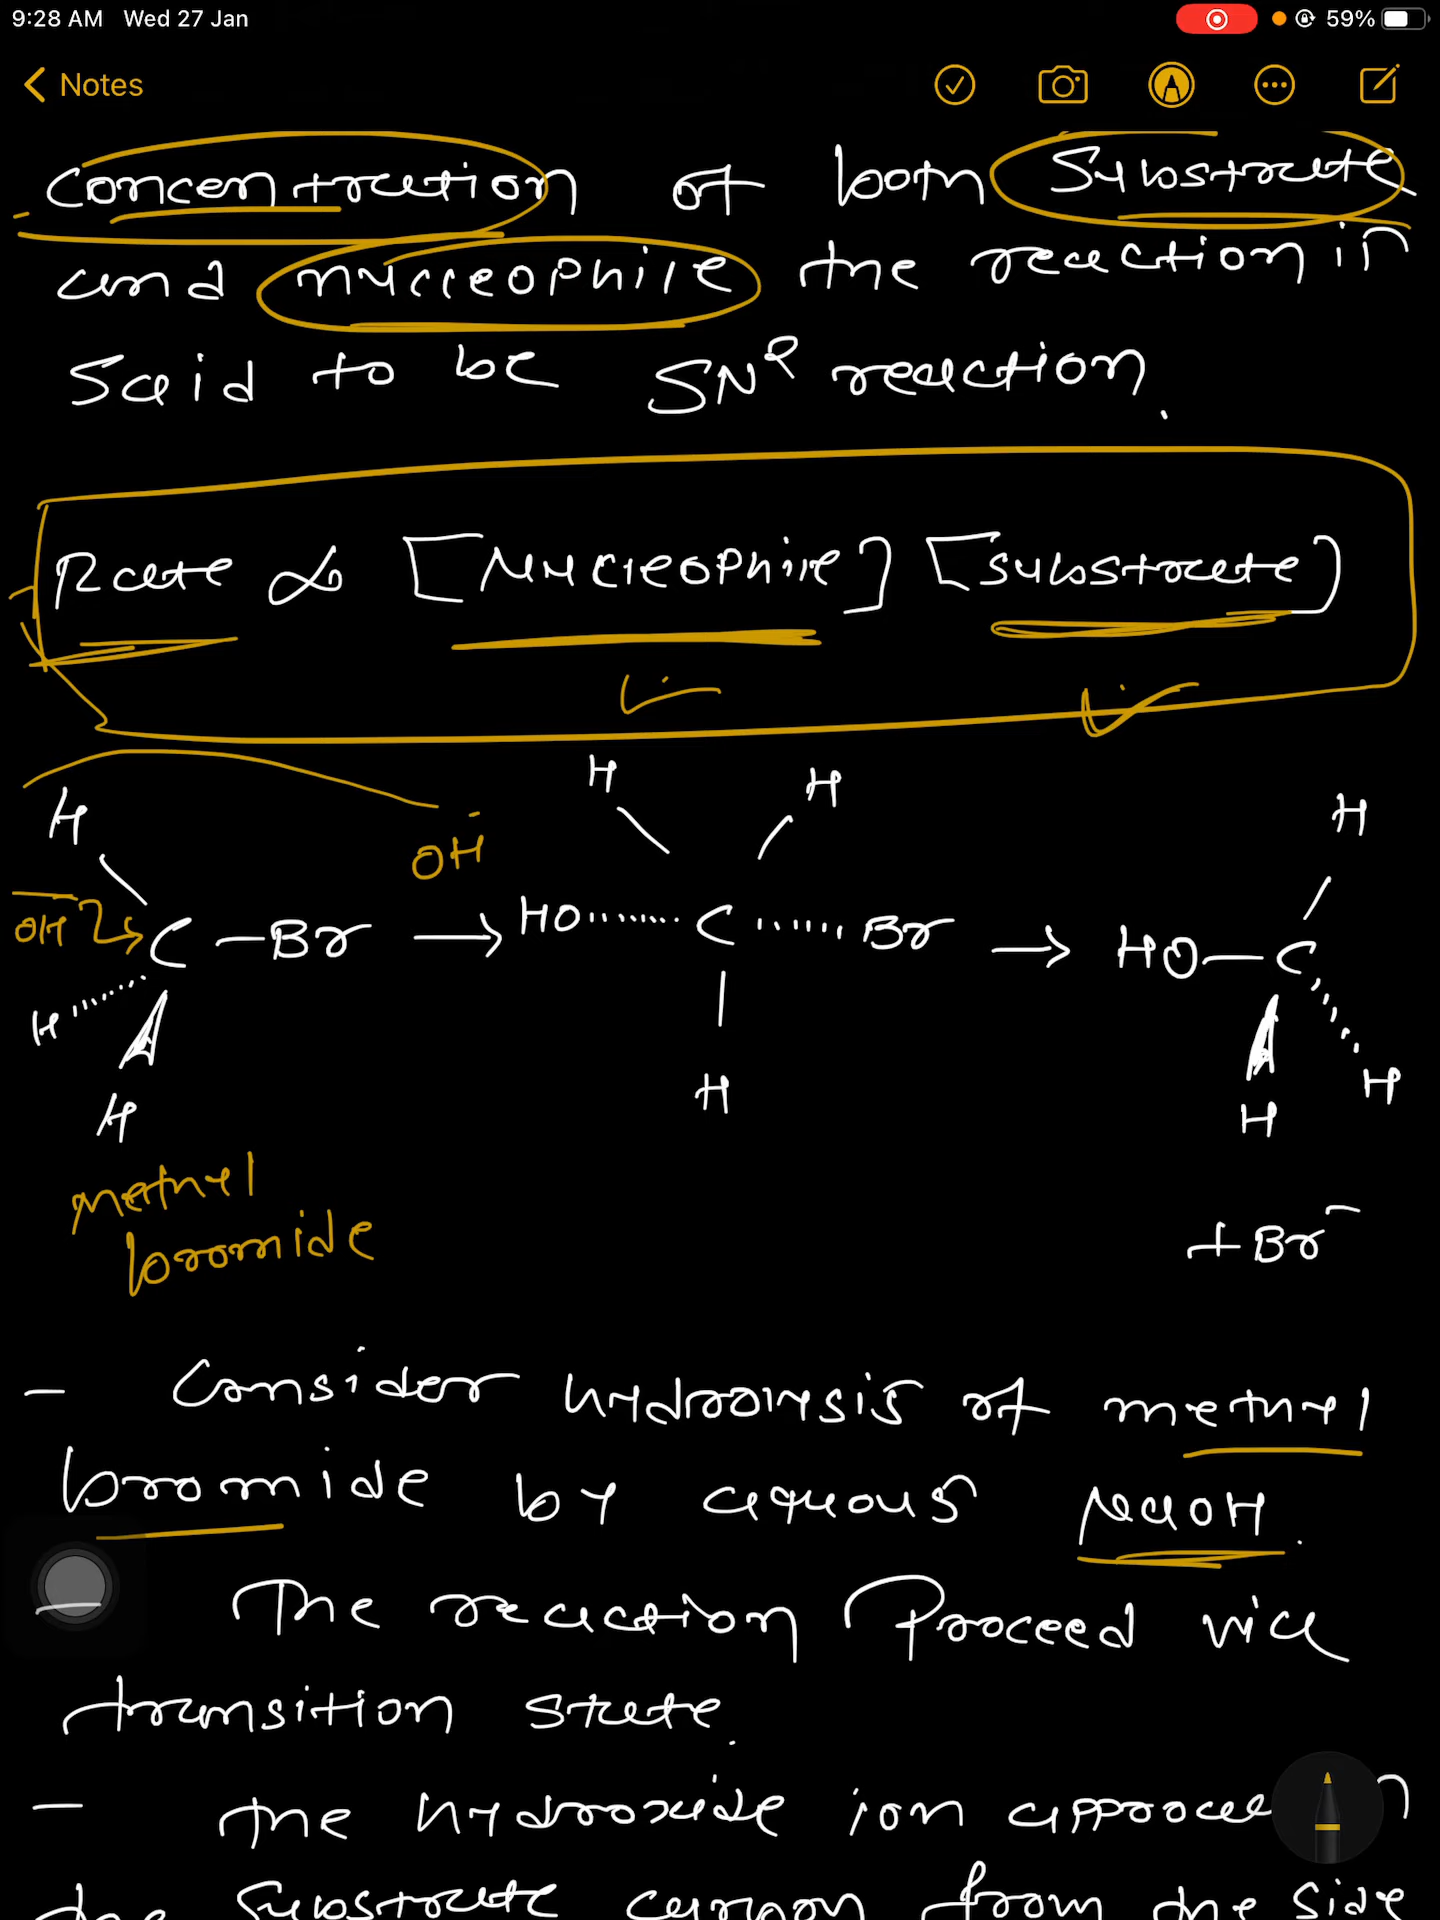 9:28 AM Wed 27 Jan
59%
Notes
Concentration of both Substrate
and nucleophile the reaction is
Said to be SN2 reaction.
Rate ∝ [Nucleophile] [Substrate]
H
OH⁻ C — Br
H
H
methyl
bromide
OH⁻
→
H H
HO ...... C ...... Br
H
→
H
HO — C
H H
+ Br⁻
- Consider hydrolysis of methyl
bromide by aqueous NaOH.
- The reaction Proceed via
transition state.
- the hydroxide ion
the Substrate carbon from the side